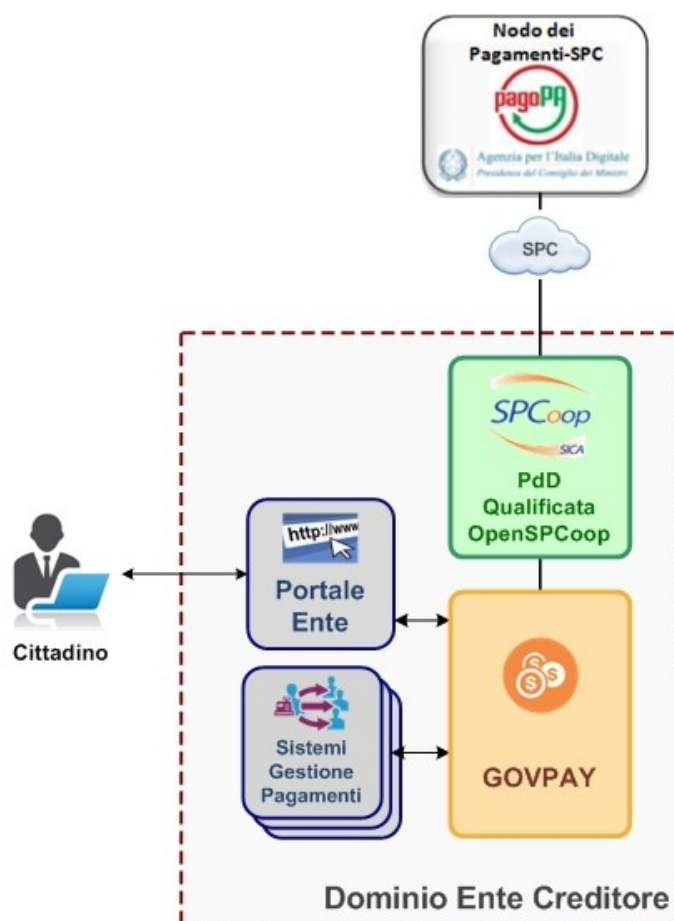 Nodo dei
Pagamenti-SPC
pagoPA
Agenzia per l'Italia Digitale
Presidenza del Consiglio dei Ministri
SPC
SPCoop
SICA
PdD
Qualificata
OpenSPCoop
http://www
Portale
Ente
Cittadino
Sistemi
Gestione
Pagamenti
GOVPAY
Dominio Ente Creditore